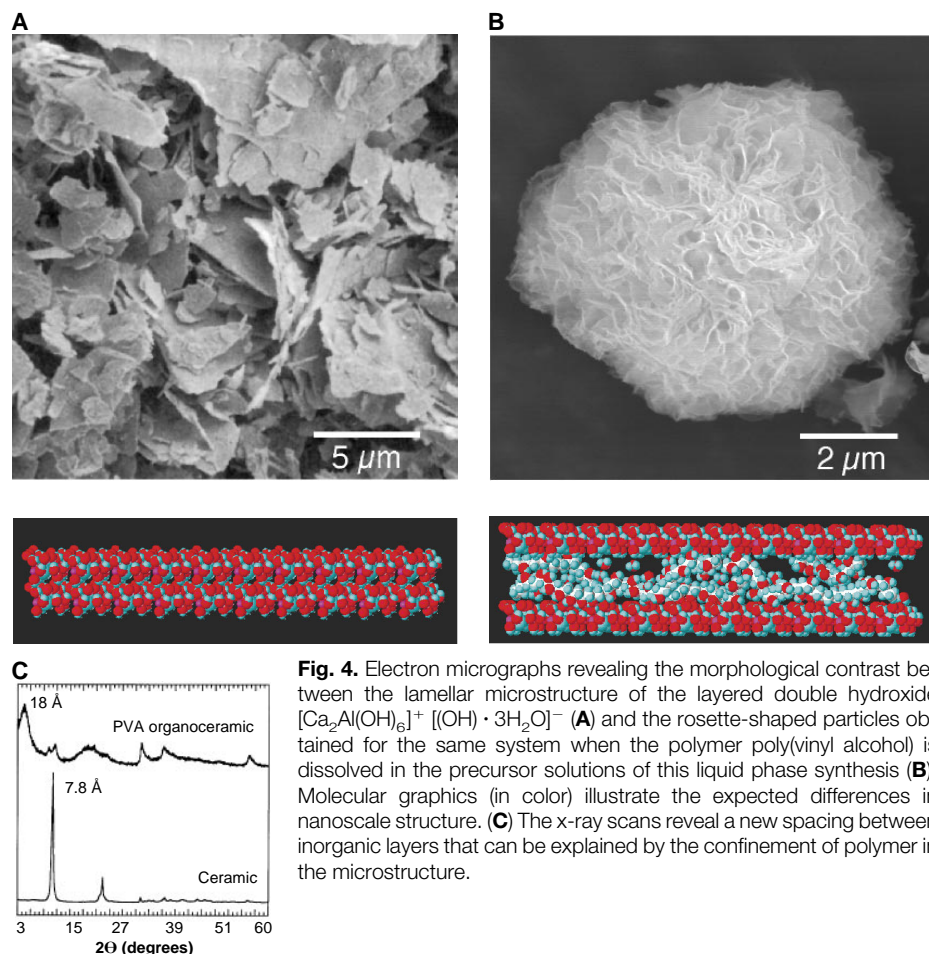 A
B
5 µm
2 µm
C
18 Å
PVA organoceramic
7.8 Å
Ceramic
3 15 27 39 49 60
2Θ (degrees)
Fig. 4. Electron micrographs revealing the morphological contrast be
tween the lamellar microstructure of the layered double hydroxide
[Ca2Al(OH)6]+ [(OH) · 3H2O]− (A) and the rosette-shaped particles ob
tained for the same system when the polymer poly(vinyl alcohol) is
dissolved in the precursor solutions of this liquid phase synthesis (B)
Molecular graphics (in color) illustrate the expected differences i
nanoscale structure. (C) The x-ray scans reveal a new spacing between
inorganic layers that can be explained by the confinement of polymer i
the microstructure.